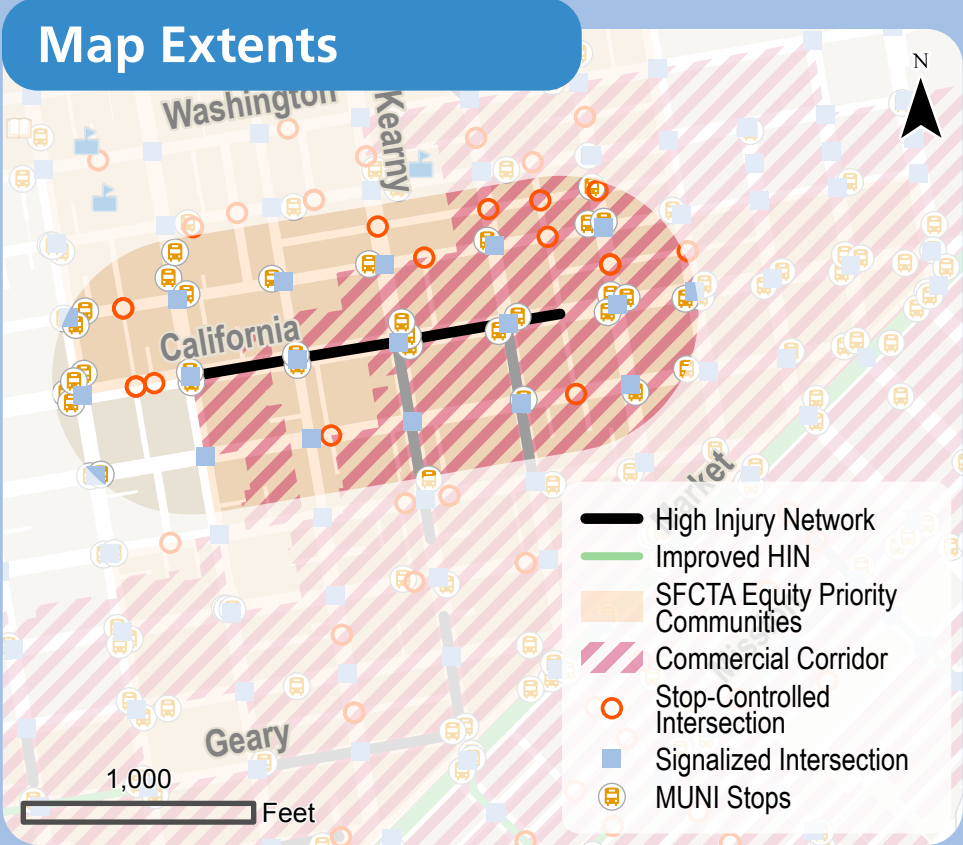 Map Extents
N
Washington
Kearny
California
Market
Mission
Geary
1,000
Feet
High Injury Network
Improved HIN
SFCTA Equity Priority
Communities
Commercial Corridor
Stop-Controlled
Intersection
Signalized Intersection
MUNI Stops